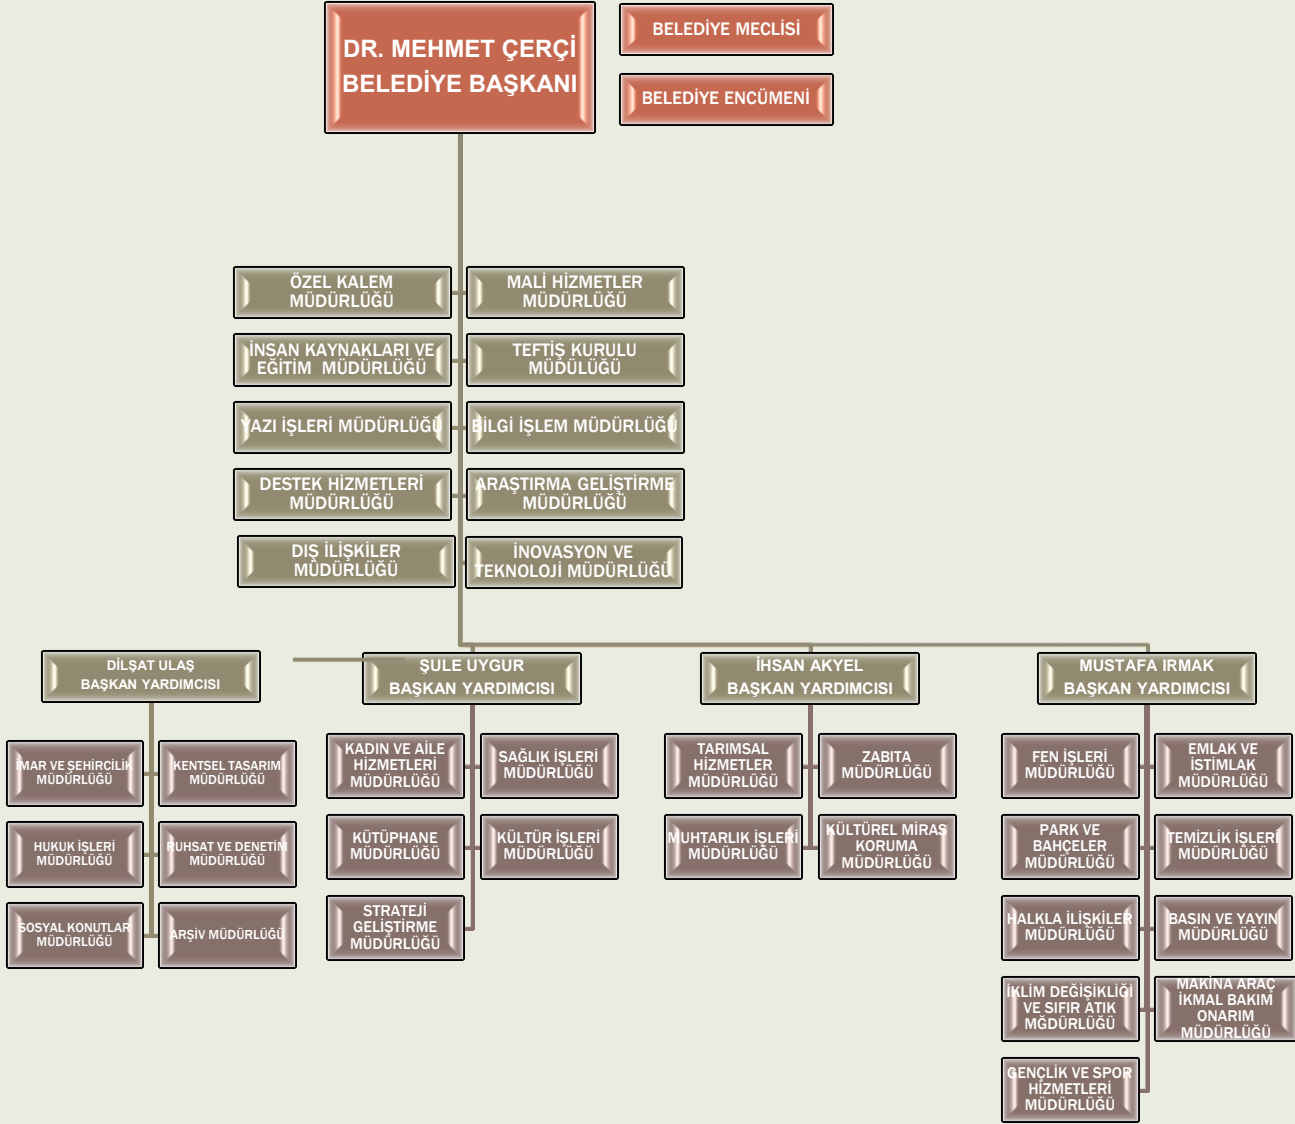 DR. MEHMET ÇERÇİ
BELEDİYE BAŞKANI
BELEDİYE MECLİSİ
BELEDİYE ENCÜMENİ
ÖZEL KALEM
MÜDÜRLÜĞÜ
MALİ HİZMETLER
MÜDÜRLÜĞÜ
İNSAN KAYNAKLARI VE
EĞİTİM MÜDÜRLÜĞÜ
TEFTİŞ KURULU
MÜDÜLÜĞÜ
YAZI İŞLERİ MÜDÜRLÜĞÜ
BİLGİ İŞLEM MÜDÜRLÜĞÜ
DESTEK HİZMETLERİ
MÜDÜRLÜĞÜ
ARAŞTIRMA GELİŞTİRME
MÜDÜRLÜĞÜ
DIŞ İLİŞKİLER
MÜDÜRLÜĞÜ
İNOVASYON VE
TEKNOLOJİ MÜDÜRLÜĞÜ
DİLŞAT ULAŞ
BAŞKAN YARDIMCISI
İMAR VE ŞEHİRCİLİK
MÜDÜRLÜĞÜ
KENTSEL TASARIM
MÜDÜRLÜĞÜ
HUKUK İŞLERİ
MÜDÜRLÜĞÜ
RUHSAT VE DENETİM
MÜDÜRLÜĞÜ
SOSYAL KONUTLAR
MÜDÜRLÜĞÜ
ARŞİV MÜDÜRLÜĞÜ
ŞULE UYGUR
BAŞKAN YARDIMCISI
KADIN VE AİLE
HİZMETLERİ
MÜDÜRLÜĞÜ
SAĞLIK İŞLERİ
MÜDÜRLÜĞÜ
KÜTÜPHANE
MÜDÜRLÜĞÜ
KÜLTÜR İŞLERİ
MÜDÜRLÜĞÜ
STRATEJİ
GELİŞTİRME
MÜDÜRLÜĞÜ
İHSAN AKYEL
BAŞKAN YARDIMCISI
TARIMSAL
HİZMETLER
MÜDÜRLÜĞÜ
ZABITA
MÜDÜRLÜĞÜ
MUHTARLIK İŞLERİ
MÜDÜRLÜĞÜ
KÜLTÜREL MİRAS
KORUMA
MÜDÜRLÜĞÜ
MUSTAFA IRMAK
BAŞKAN YARDIMCISI
FEN İŞLERİ
MÜDÜRLÜĞÜ
EMLAK VE
İSTİMLAK
MÜDÜRLÜĞÜ
PARK VE
BAHÇELER
MÜDÜRLÜĞÜ
TEMİZLİK İŞLERİ
MÜDÜRLÜĞÜ
HALKLA İLİŞKİLER
MÜDÜRLÜĞÜ
BASIN VE YAYIN
MÜDÜRLÜĞÜ
İKLİM DEĞİŞİKLİĞİ
VE SIFIR ATIK
MĞDÜRLÜĞÜ
MAKİNA ARAÇ
İKMAL BAKIM
ONARIM
MÜDÜRLÜĞÜ
GENÇLİK VE SPOR
HİZMETLERİ
MÜDÜRLÜĞÜ